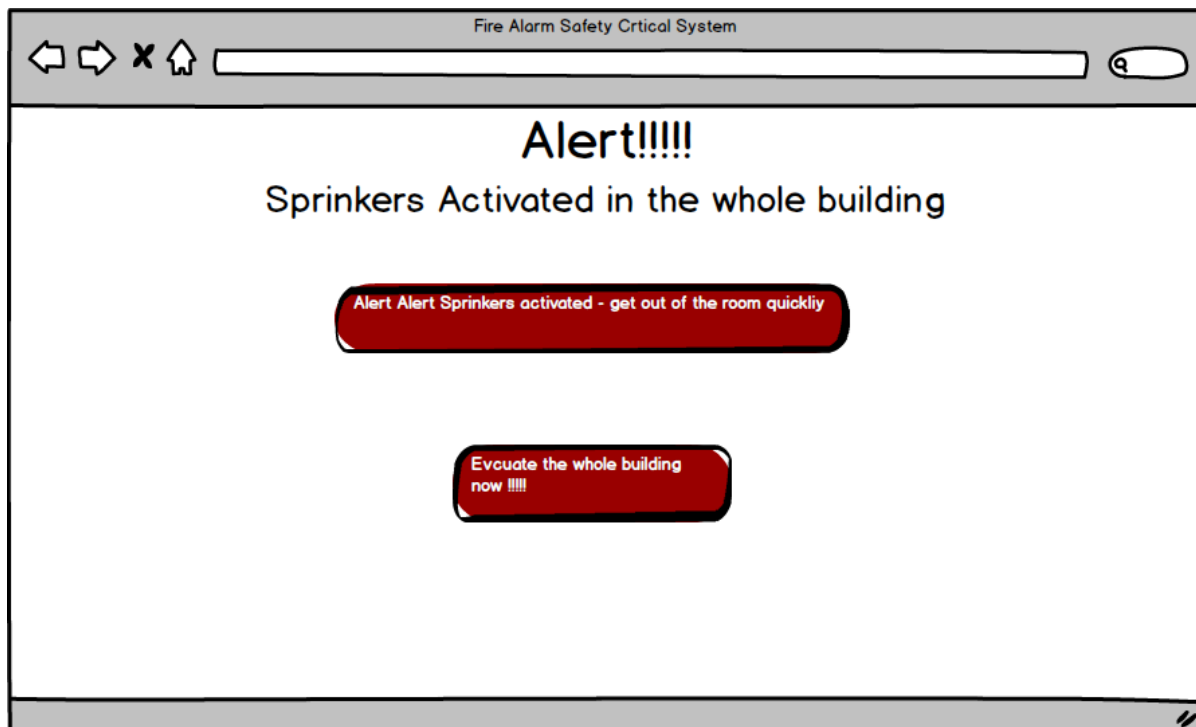 Fire Alarm Safety Crtical System
Alert!!!!!
Sprinkers Activated in the whole building
Alert Alert Sprinkers activated - get out of the room quickliy
Evcuate the whole building
now !!!!!